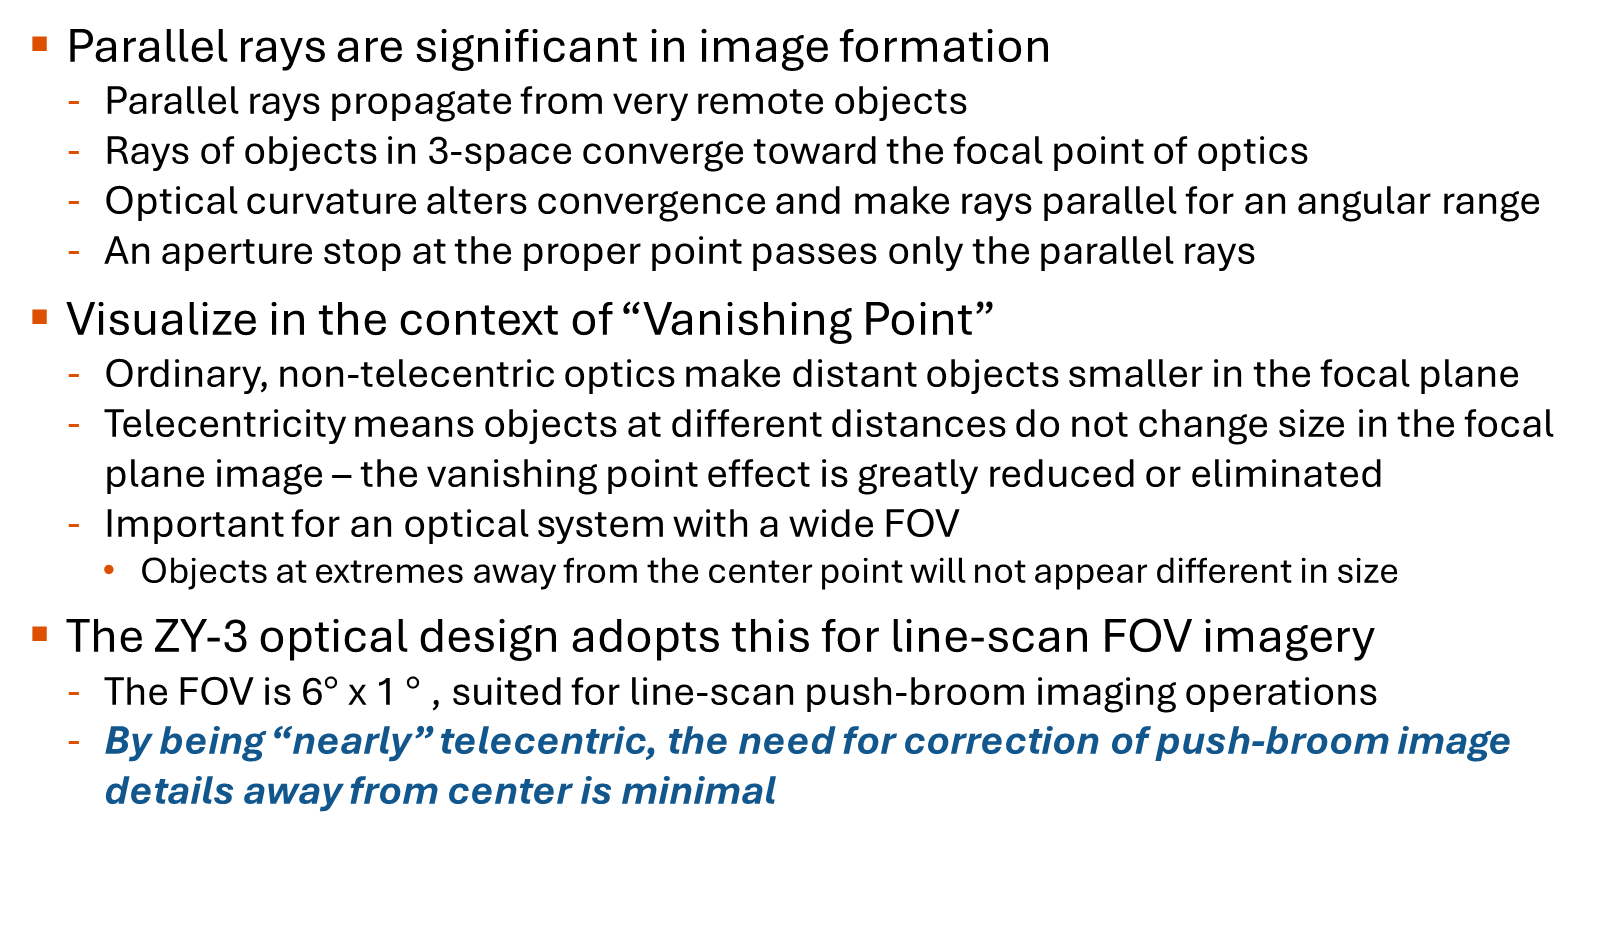 ▪ Parallel rays are significant in image formation
- Parallel rays propagate from very remote objects
- Rays of objects in 3-space converge toward the focal point of optics
- Optical curvature alters convergence and make rays parallel for an angular range
- An aperture stop at the proper point passes only the parallel rays
▪ Visualize in the context of “Vanishing Point”
- Ordinary, non-telecentric optics make distant objects smaller in the focal plane
- Telecentricity means objects at different distances do not change size in the focal
plane image – the vanishing point effect is greatly reduced or eliminated
- Important for an optical system with a wide FOV
• Objects at extremes away from the center point will not appear different in size
▪ The ZY-3 optical design adopts this for line-scan FOV imagery
- The FOV is 6° x 1 ° , suited for line-scan push-broom imaging operations
- By being “nearly” telecentric, the need for correction of push-broom image
details away from center is minimal